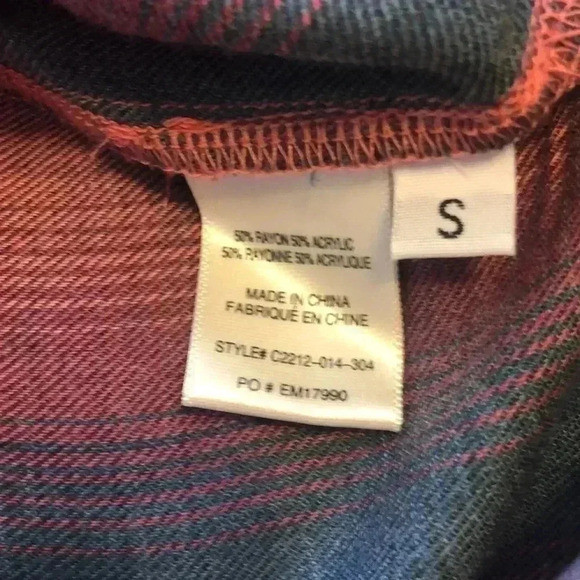 50% RAYON 50% ACRYLIC
50% RAYONNE 50% ACRYLIQUE
MADE IN CHINA
FABRIQUÉ EN CHINE
STYLE# C2212-014-304
PO # EM17990
S